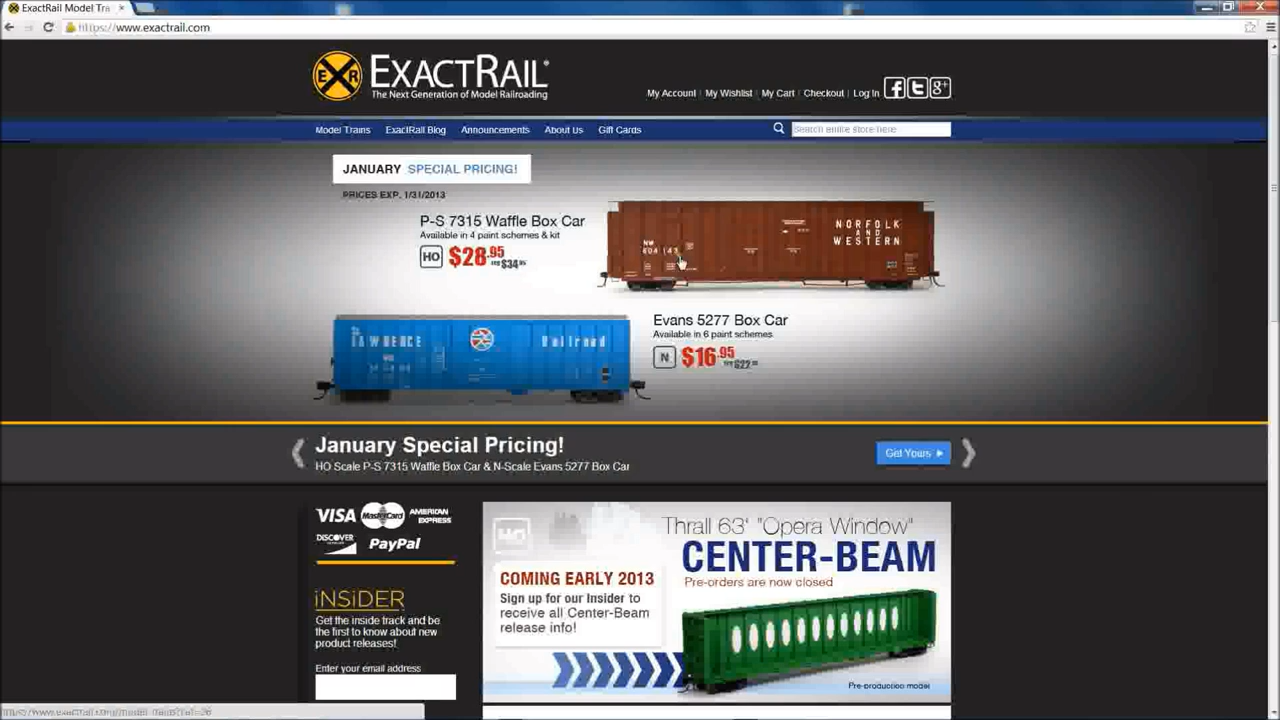 ExactRail Model Tra
https://www.exactrail.com
EXR
EXACTRAIL®
The Next Generation of Model Railroading
My Account My Wishlist My Cart Checkout Log In
Model Trains ExactRail Blog Announcements About Us Gift Cards
Search entire store here
JANUARY SPECIAL PRICING!
PRICES EXP. 1/31/2013
P-S 7315 Waffle Box Car
Available in 4 paint schemes & kit
HO $28.95 reg $34.95
NORFOLK
AND
WESTERN
NW
Evans 5277 Box Car
Available in 6 paint schemes
N $16.95
Railroad
January Special Pricing!
HO Scale P-S 7315 Waffle Box Car & N-Scale Evans 5277 Box Car
Get Yours
VISA MasterCard AMERICAN EXPRESS
DISCOVER PayPal
iNSiDER
Get the inside track and be
the first to know about new
product releases!
Enter your email address
HO
Thrall 63' "Opera Window"
CENTER-BEAM
Pre-orders are now closed
COMING EARLY 2013
Sign up for our Insider to
receive all Center-Beam
release info!
Pre-production model